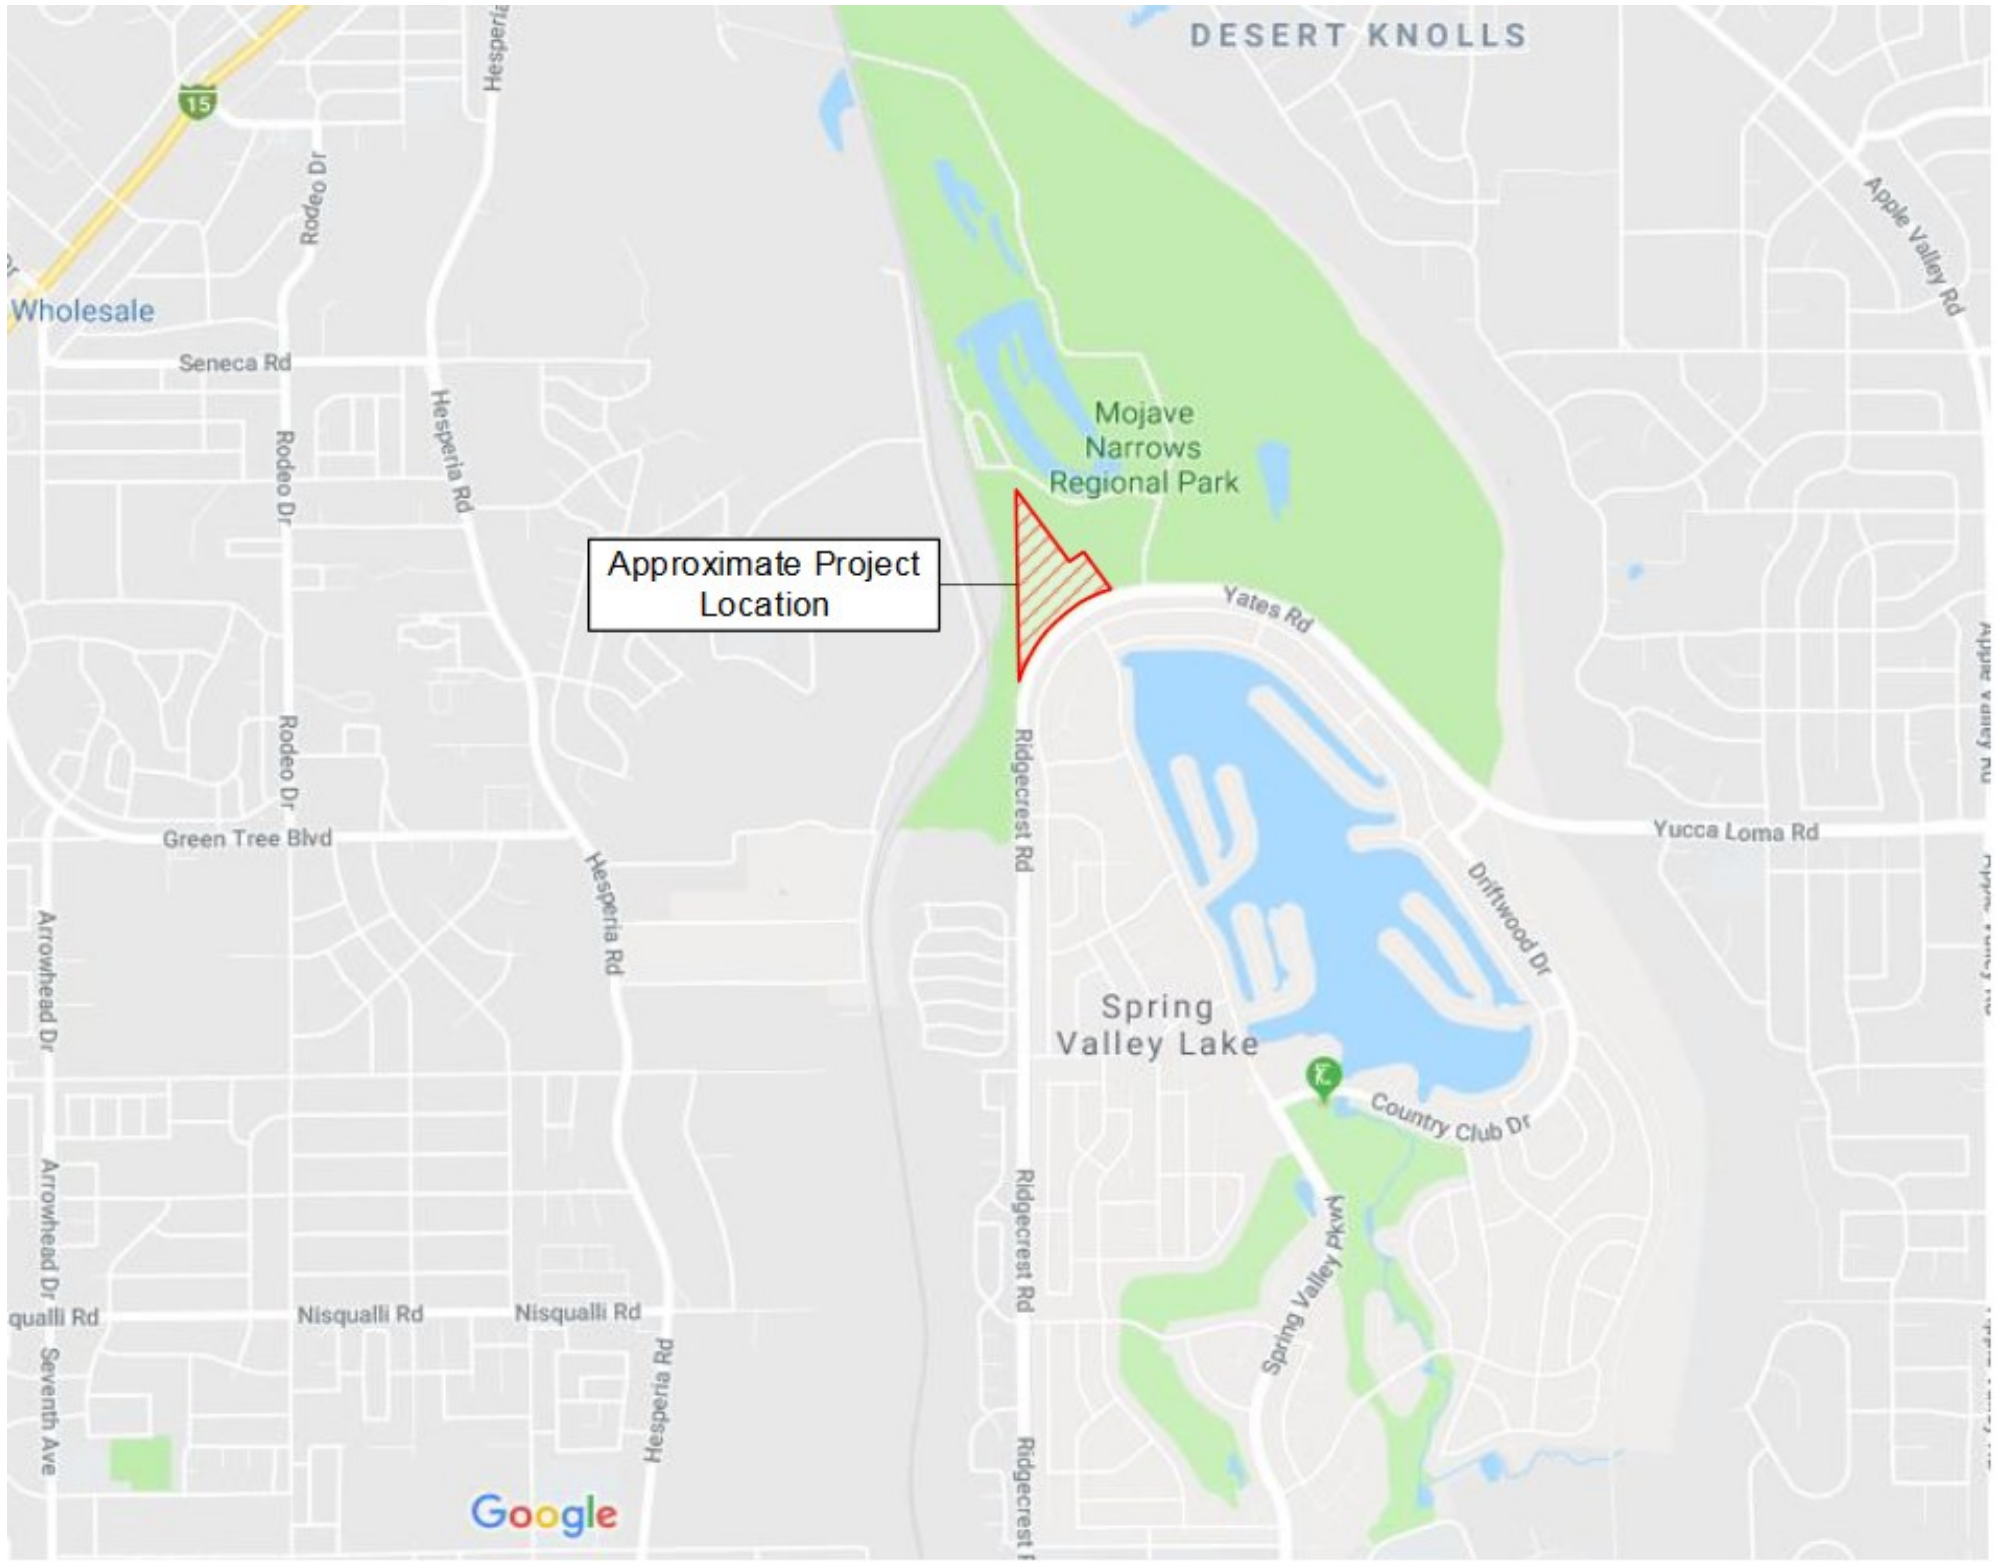 DESERT KNOLLS
Hesperia
15
Rodeo Dr
Apple Valley Rd
Wholesale
Seneca Rd
Hesperia Rd
Rodeo Dr
Mojave
Narrows
Regional Park
Approximate Project
Location
Yates Rd
Apple Valley Rd
Rodeo Dr
Ridgecrest Rd
Green Tree Blvd
Yucca Loma Rd
Hesperia Rd
Driftwood Dr
Arrowhead Dr
Spring
Valley Lake
Country Club Dr
Arrowhead Dr
Ridgecrest Rd
Spring Valley Pkwy
qualli Rd
Nisqualli Rd
Nisqualli Rd
Hesperia Rd
Seventh Ave
Ridgecrest
Google